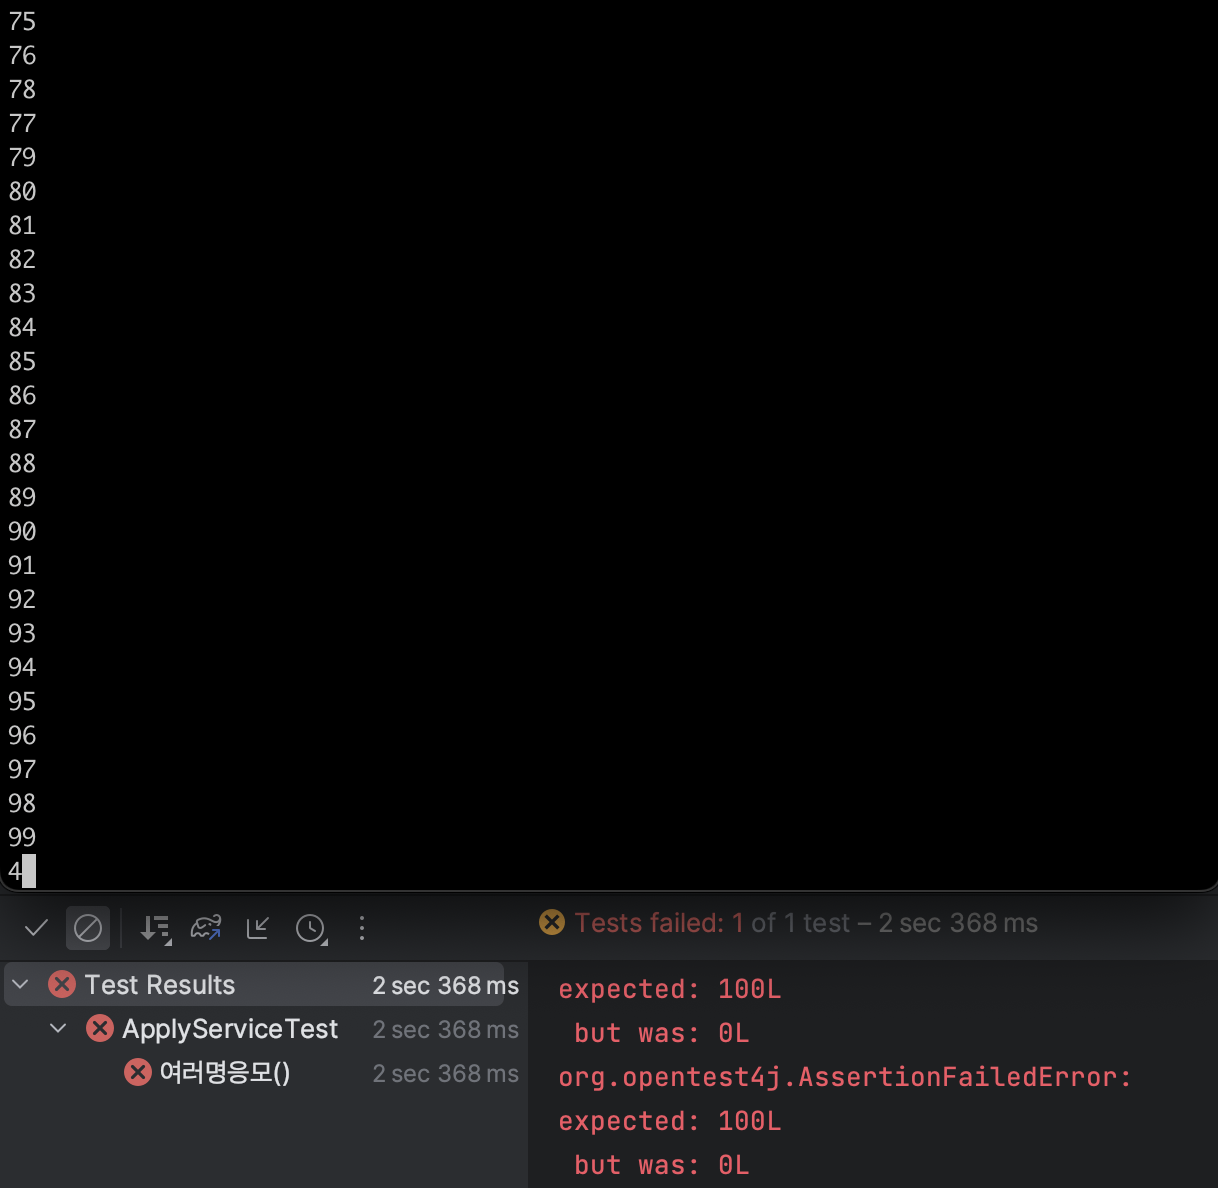 75
76
78
77
79
80
81
82
83
84
85
86
87
88
89
90
91
92
93
94
95
96
97
98
99
4
Tests failed: 1 of 1 test – 2 sec 368 ms
Test Results 2 sec 368 ms
ApplyServiceTest 2 sec 368 ms
여러명응모() 2 sec 368 ms
expected: 100L
but was: 0L
org.opentest4j.AssertionFailedError:
expected: 100L
but was: 0L